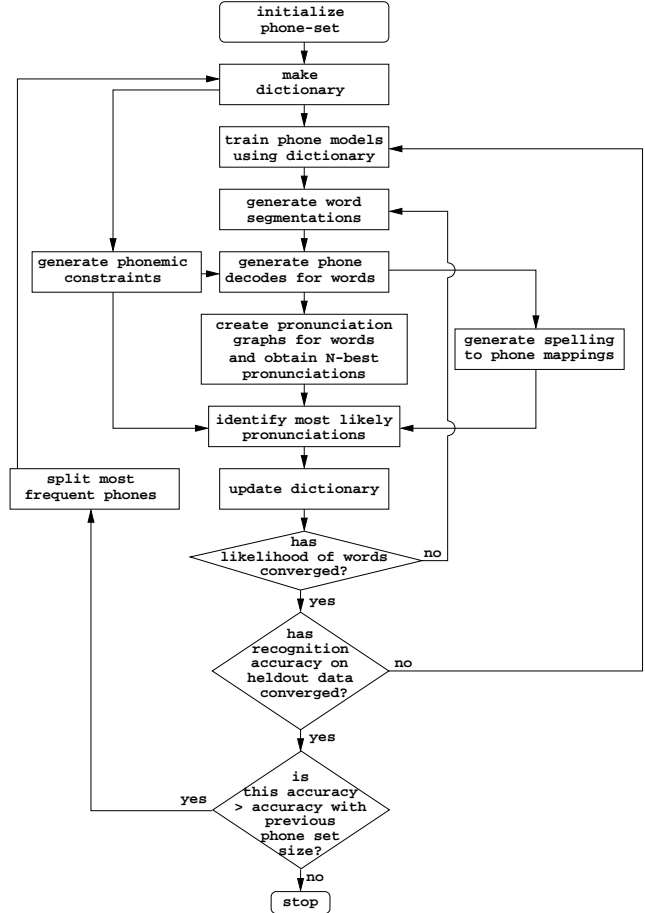 initialize
phone-set
make
dictionary
train phone models
using dictionary
generate word
segmentations
generate phonemic
constraints
generate phone
decodes for words
create pronunciation
graphs for words
and obtain N-best
pronunciations
generate spelling
to phone mappings
identify most likely
pronunciations
split most
frequent phones
update dictionary
has
likelihood of words
converged?
no
yes
has
recognition
accuracy on
heldout data
converged?
no
yes
is
this accuracy
> accuracy with
previous
phone set
size?
yes
no
stop